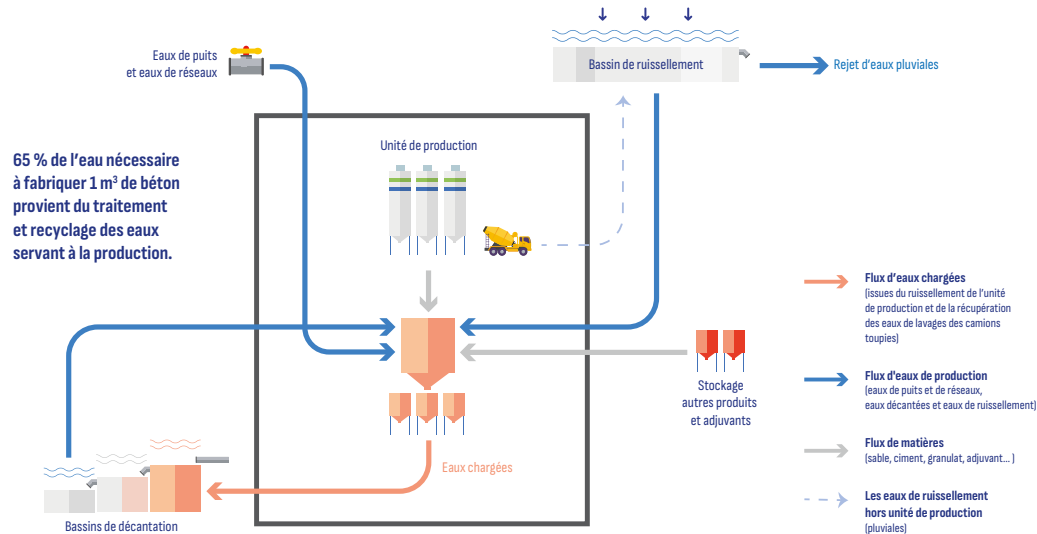 Eaux de puits
et eaux de réseaux
Bassin de ruissellement
Rejet d'eaux pluviales
65 % de l'eau nécessaire
à fabriquer 1 m³ de béton
provient du traitement
et recyclage des eaux
servant à la production.
Unité de production
Stockage
autres produits
et adjuvants
Eaux chargées
Bassins de décantation
Flux d'eaux chargées
(issues du ruissellement de l'unité
de production et de la récupération
des eaux de lavages des camions
toupies)
Flux d'eaux de production
(eaux de puits et de réseaux,
eaux décantées et eaux de ruissellement)
Flux de matières
(sable, ciment, granulat, adjuvant... )
Les eaux de ruissellement
hors unité de production
(pluviales)